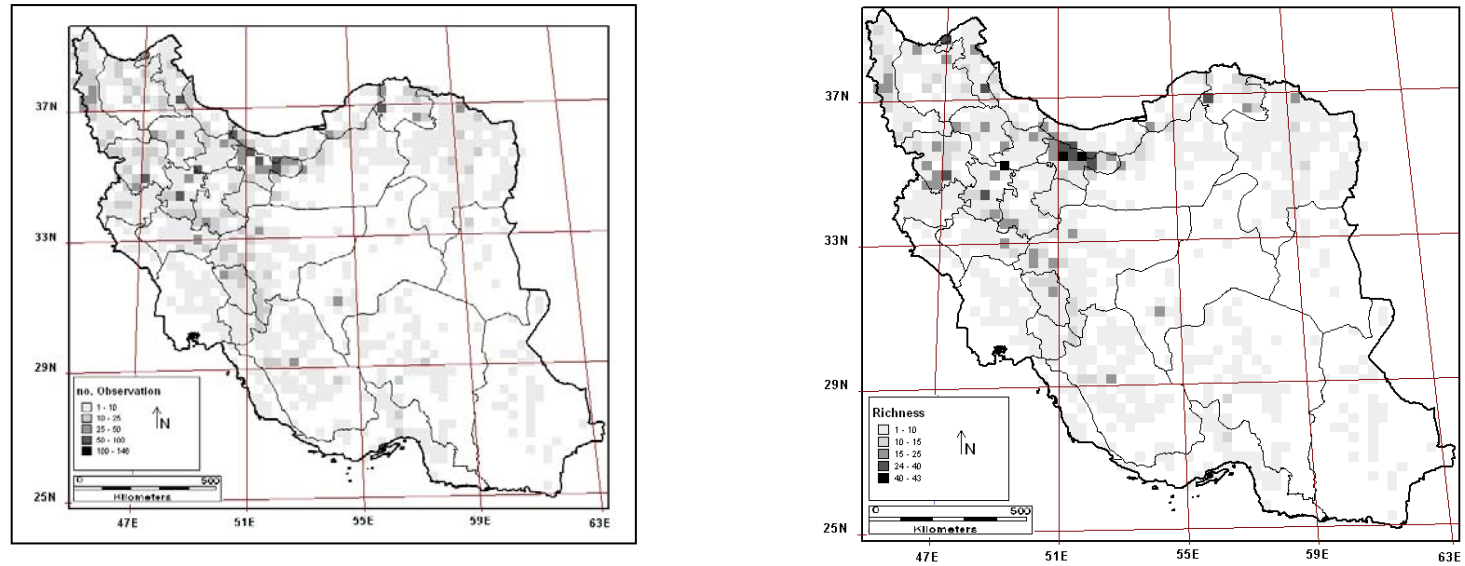 37N
33N
29N
25N
no. Observation
1 - 10
10 - 25
25 - 50
50 - 100
100 - 140
N
0 500
Kilometers
47E 51E 55E 59E 63E
37N
33N
29N
25N
Richness
1 - 10
10 - 15
15 - 25
24 - 40
40 - 43
N
0 500
Kilometers
47E 51E 55E 59E 63E